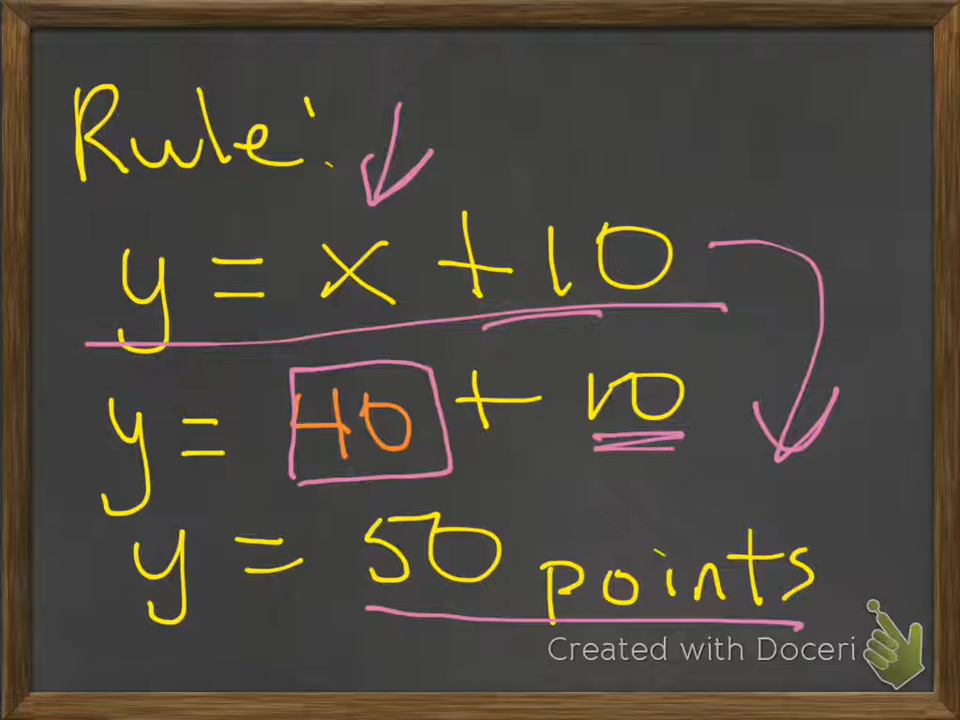 Rule:
y = x + 10
y = 40 + 10
y = 50 points
Created with Doceri